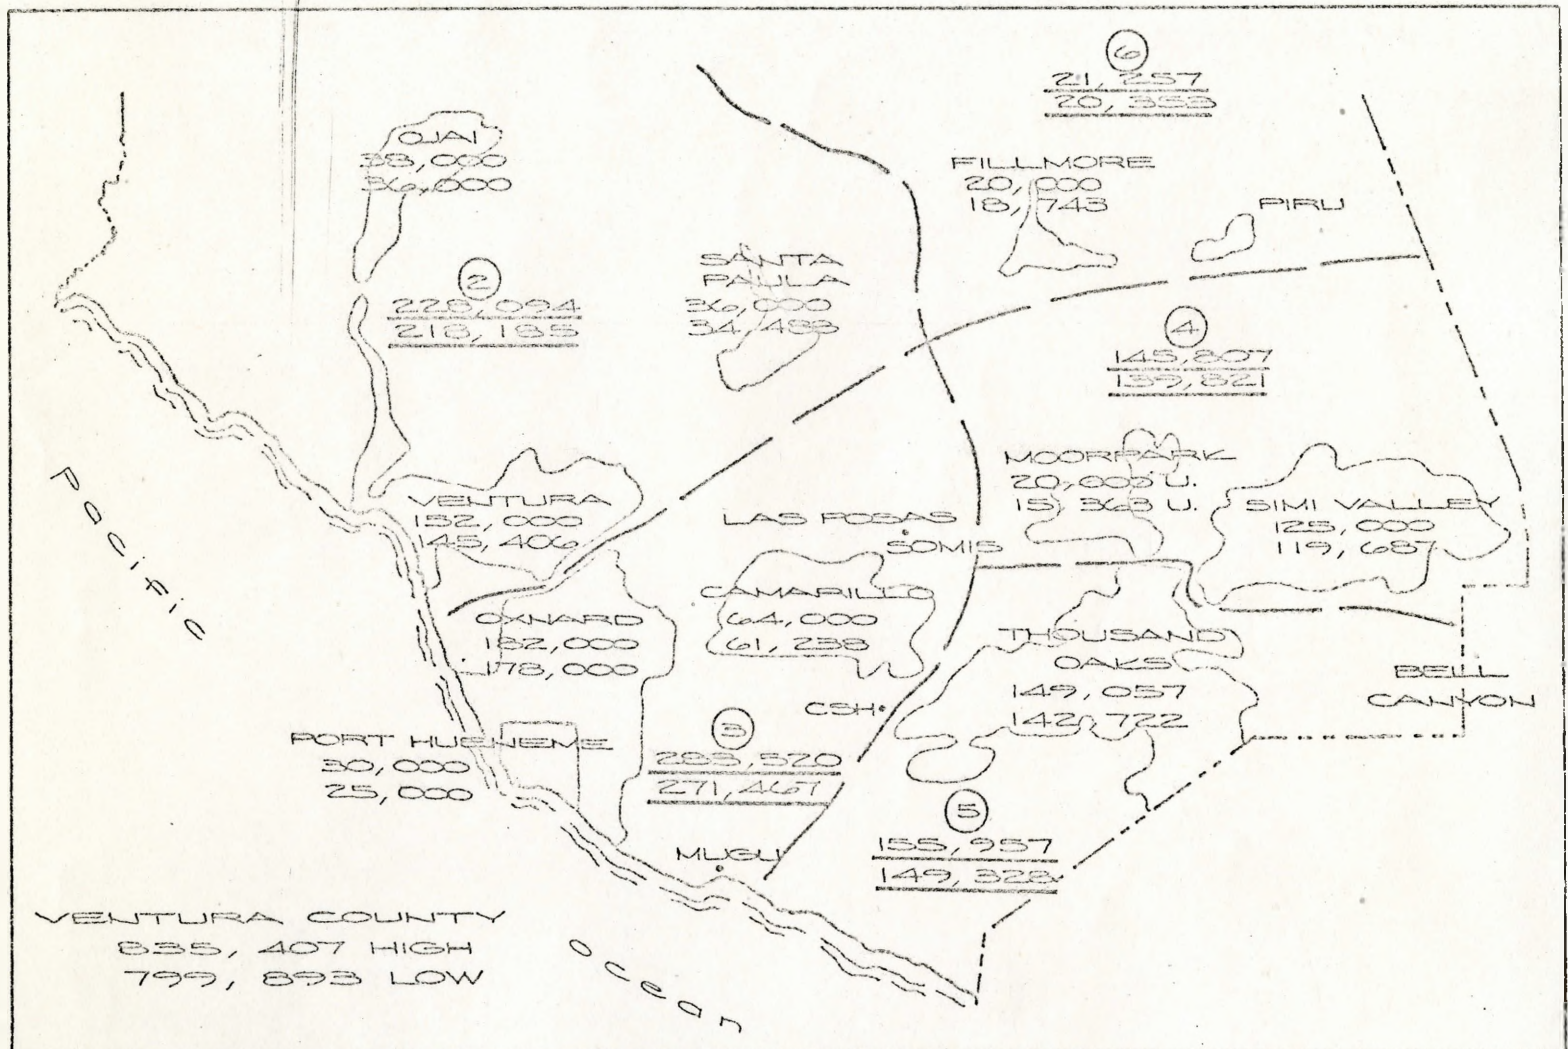 6
21,257
20,353
OJAI
38,000
36,000
FILLMORE
20,000
18,743
PIRU
2
228,094
218,185
SANTA
PAULA
36,000
34,483
4
145,807
139,821
MOORPARK
20,000 U.
15,363 U.
SIMI VALLEY
125,000
119,687
VENTURA
152,000
145,406
LAS POSAS
SOMIS
Pacific
OXNARD
182,000
178,000
CAMARILLO
64,000
61,238
THOUSAND
OAKS
149,057
142,722
BELL
CANYON
CSH
PORT HUENEME
30,000
25,000
3
283,520
271,467
5
155,957
149,328
MUGU
VENTURA COUNTY
835,407 HIGH
799,893 LOW
Ocean